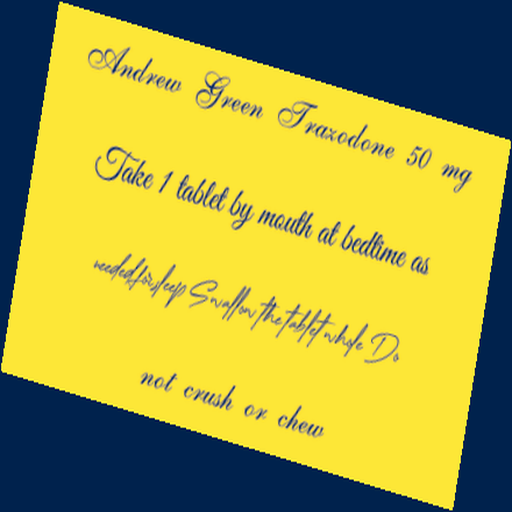 Andrew Green Trazodone 50 mg
Take 1 tablet by mouth at bedtime as
needed for sleep Swallow the tablet whole Do
not crush or chew